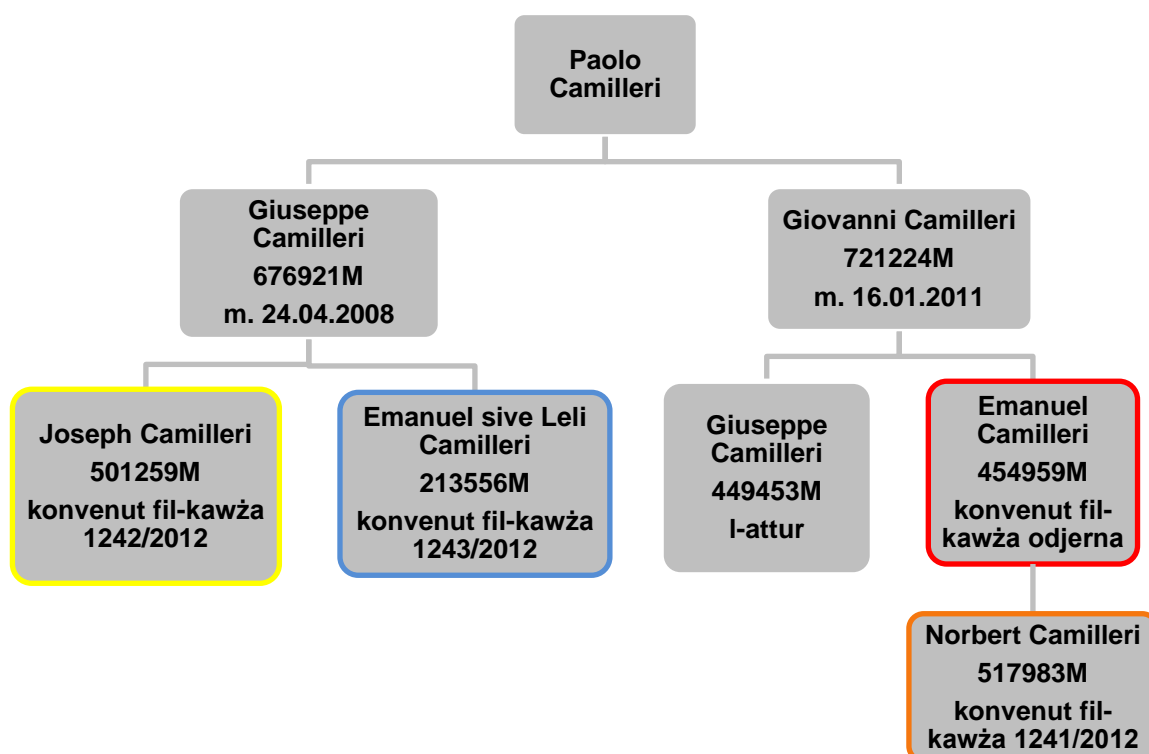 Paolo
Camilleri
Giuseppe
Camilleri
676921M
m. 24.04.2008
Giovanni Camilleri
721224M
m. 16.01.2011
Joseph Camilleri
501259M
konvenut fil-kawża
1242/2012
Emanuel sive Leli
Camilleri
213556M
konvenut fil-kawża
1243/2012
Giuseppe
Camilleri
449453M
l-attur
Emanuel
Camilleri
454959M
konvenut fil-
kawża odjerna
Norbert Camilleri
517983M
konvenut fil-
kawża 1241/2012